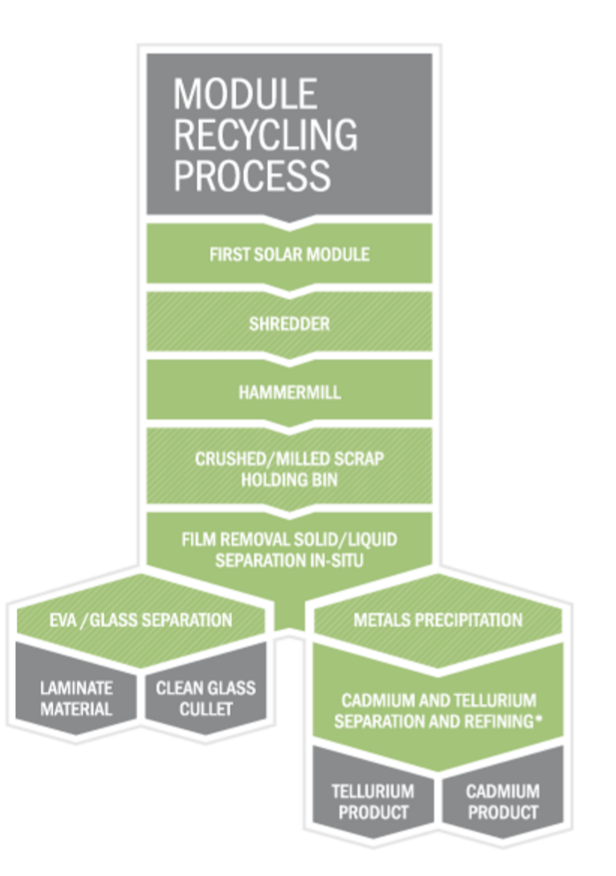 MODULE
RECYCLING
PROCESS
FIRST SOLAR MODULE
SHREDDER
HAMMERMILL
CRUSHED/MILLED SCRAP
HOLDING BIN
FILM REMOVAL SOLID/LIQUID
SEPARATION IN-SITU
EVA /GLASS SEPARATION
LAMINATE
MATERIAL
CLEAN GLASS
CULLET
METALS PRECIPITATION
CADMIUM AND TELLURIUM
SEPARATION AND REFINING*
TELLURIUM
PRODUCT
CADMIUM
PRODUCT